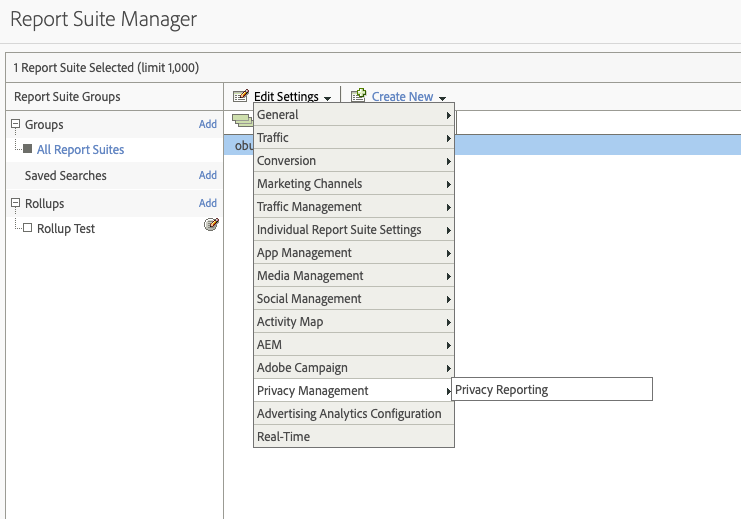 Report Suite Manager
1 Report Suite Selected (limit 1,000)
Report Suite Groups
Edit Settings
Create New
Groups
Add
All Report Suites
Saved Searches
Add
Rollups
Add
Rollup Test
General
Traffic
Conversion
Marketing Channels
Traffic Management
Individual Report Suite Settings
App Management
Media Management
Social Management
Activity Map
AEM
Adobe Campaign
Privacy Management
Privacy Reporting
Advertising Analytics Configuration
Real-Time